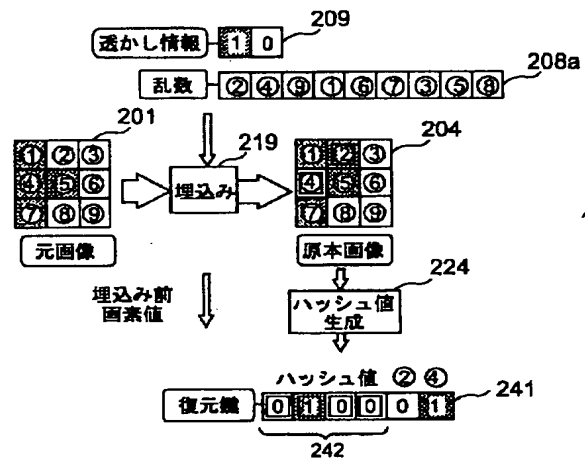 透かし情報 1 0 209
乱数 ② ④ ⑨ ① ⑥ ⑦ ③ ⑤ ⑧ 208a
201 219 204
① ② ③ ① ② ③
④ ⑤ ⑥ 埋込み ④ ⑤ ⑥
⑦ ⑧ ⑨ ⑦ ⑧ ⑨
元画像 原本画像
224
埋込み前
画素値
ハッシュ値
生成
ハッシュ値 ② ④
復元鑑 0 1 0 0 0 1 241
242